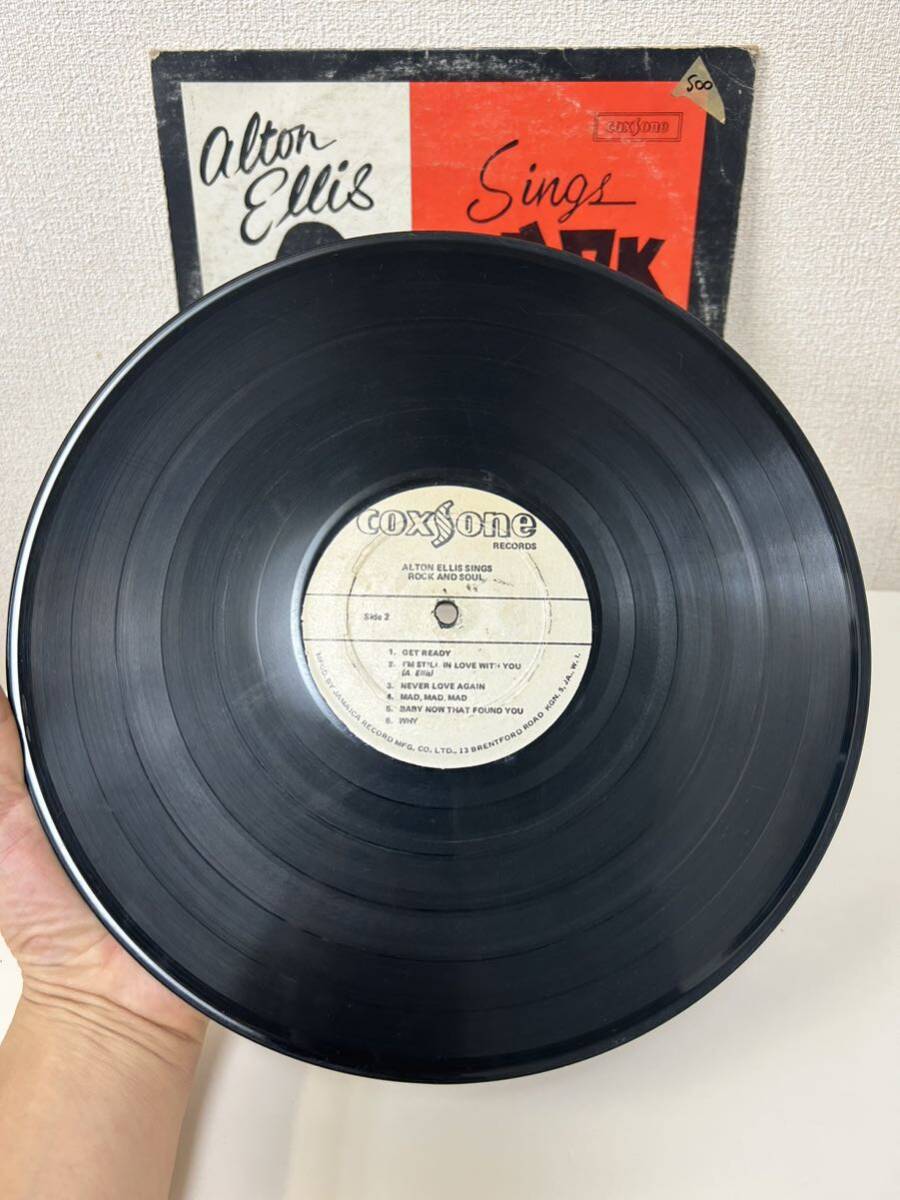 Alton
Ellis
Sings
500
coxsone
coxsone
RECORDS
ALTON ELLIS SINGS
ROCK AND SOUL
Side 2
1. GET READY
2. I'M STILL IN LOVE WITH YOU
(A. Ellis)
3. NEVER LOVE AGAIN
4. MAD, MAD, MAD
5. BABY NOW THAT FOUND YOU
6. WHY
MFG. BY JAMAICA RECORD MFG. CO. LTD., 13 BRENTFORD ROAD KGN. 5, JA., W. I.